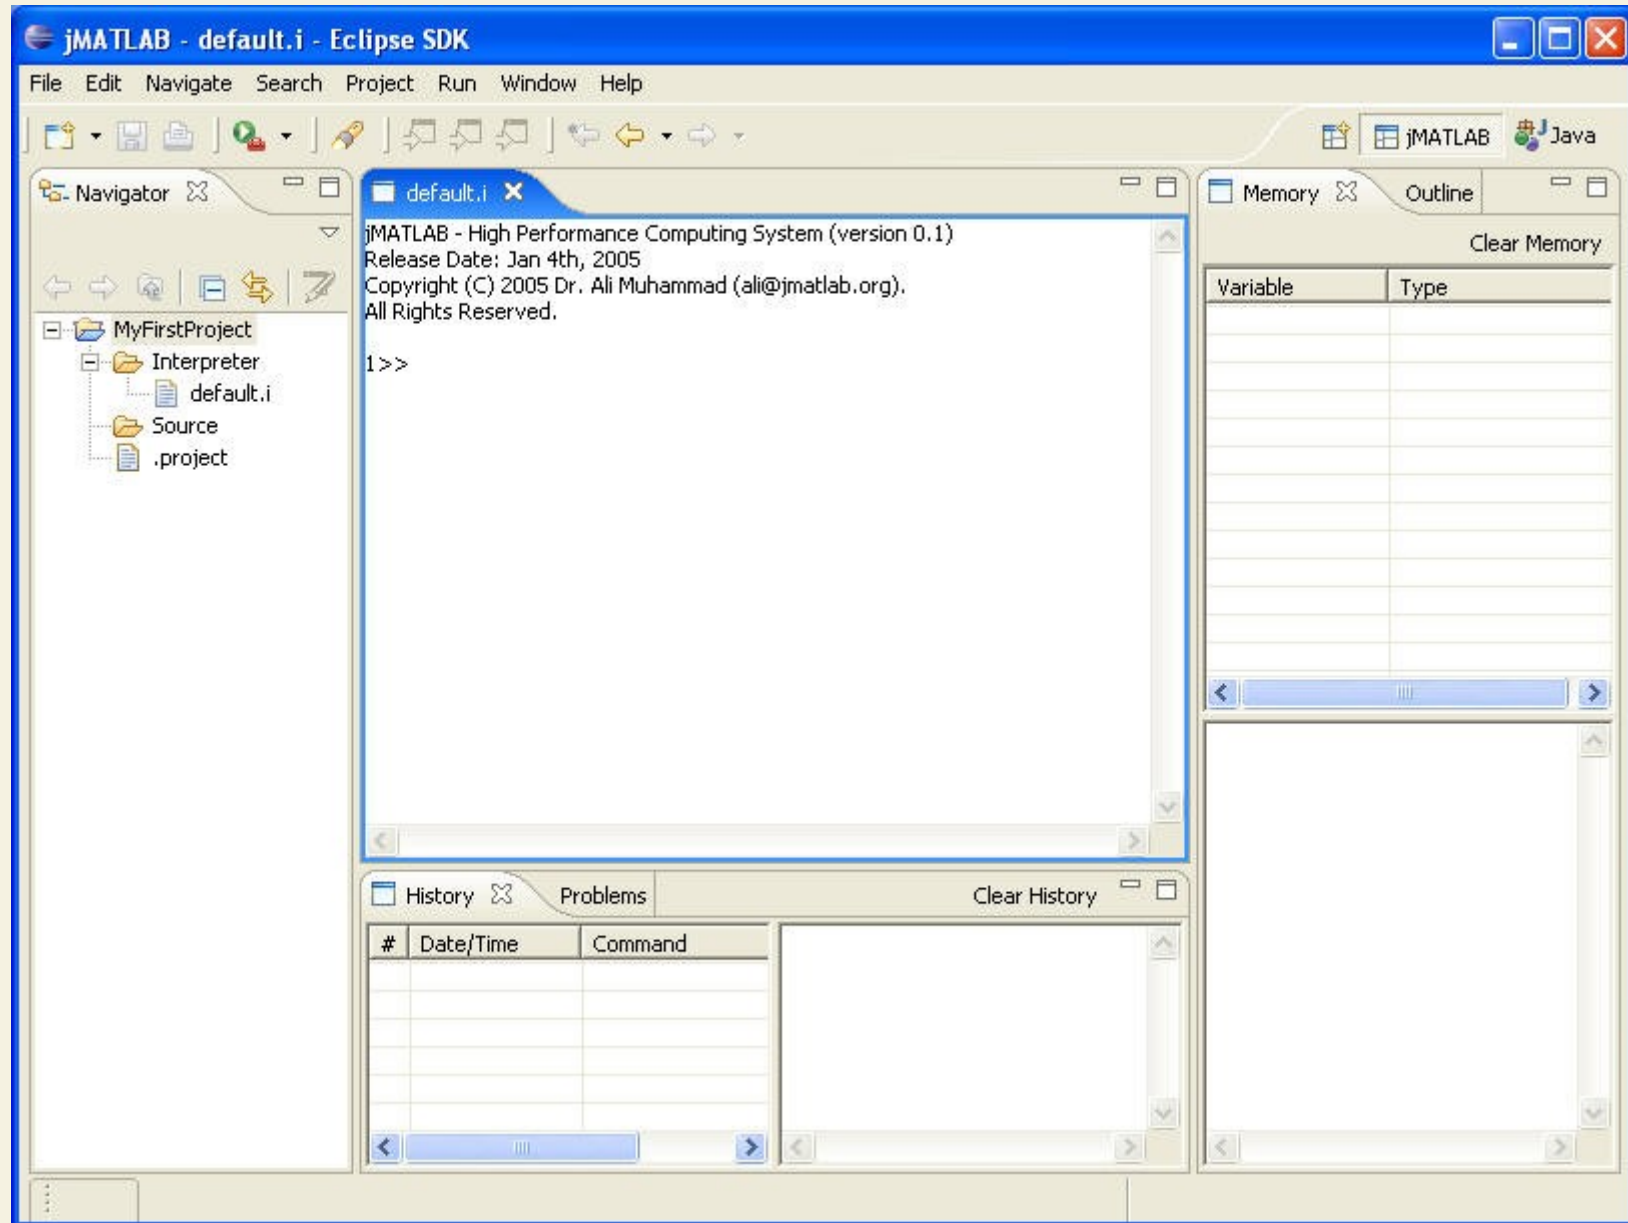 jMATLAB - default.i - Eclipse SDK
File Edit Navigate Search Project Run Window Help
jMATLAB Java
Navigator
MyFirstProject
Interpreter
default.i
Source
.project
default.i
jMATLAB - High Performance Computing System (version 0.1)
Release Date: Jan 4th, 2005
Copyright (C) 2005 Dr. Ali Muhammad (ali@jmatlab.org).
All Rights Reserved.
1>>
Memory Outline
Clear Memory
Variable Type
History Problems Clear History
# Date/Time Command